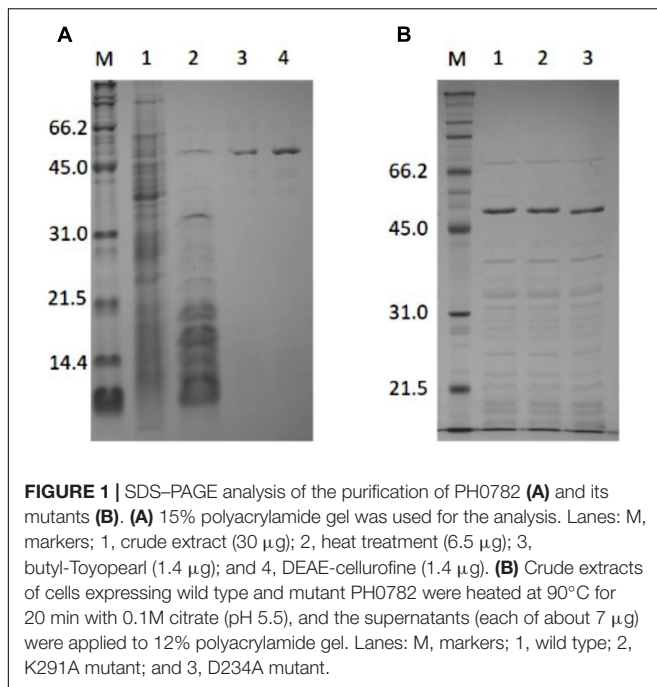 A
B
M 1 2 3 4
M 1 2 3
66.2
45.0
31.0
21.5
14.4
66.2
45.0
31.0
21.5
FIGURE 1 | SDS–PAGE analysis of the purification of PH0782 (A) and its
mutants (B). (A) 15% polyacrylamide gel was used for the analysis. Lanes: M,
markers; 1, crude extract (30 μg); 2, heat treatment (6.5 μg); 3,
butyl-Toyopearl (1.4 μg); and 4, DEAE-cellurofine (1.4 μg). (B) Crude extracts
of cells expressing wild type and mutant PH0782 were heated at 90°C for
20 min with 0.1M citrate (pH 5.5), and the supernatants (each of about 7 μg)
were applied to 12% polyacrylamide gel. Lanes: M, markers; 1, wild type; 2,
K291A mutant; and 3, D234A mutant.